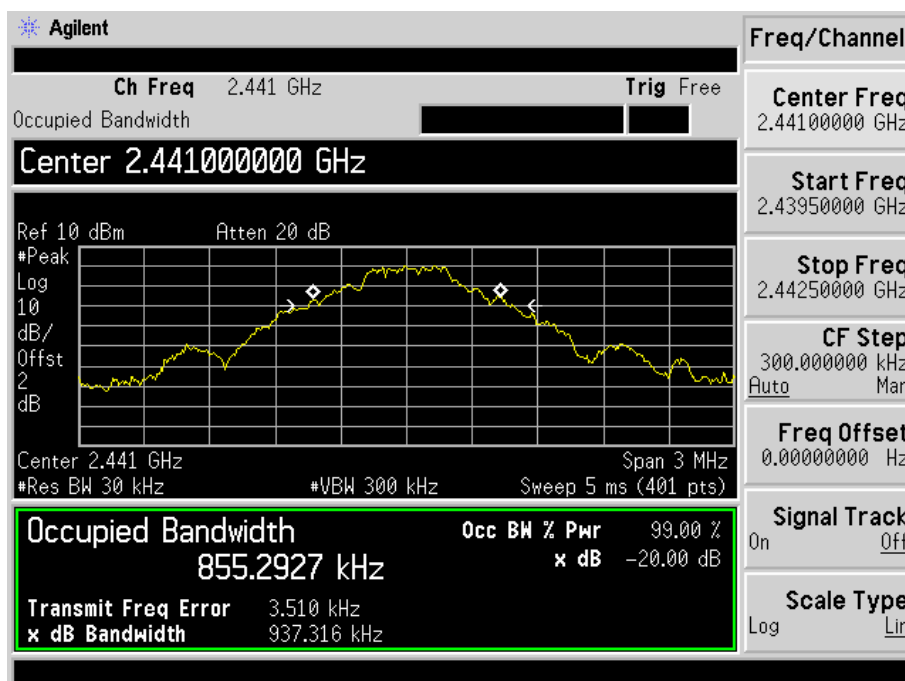 Agilent
Freq/Channel
Ch Freq 2.441 GHz Trig Free
Occupied Bandwidth
Center 2.441000000 GHz
Ref 10 dBm Atten 20 dB
#Peak
Log
10
dB/
Offst
2
dB
Center 2.441 GHz Span 3 MHz
#Res BW 30 kHz #VBW 300 kHz Sweep 5 ms (401 pts)
Occupied Bandwidth
855.2927 kHz
Occ BW % Pwr 99.00 %
x dB -20.00 dB
Transmit Freq Error 3.510 kHz
x dB Bandwidth 937.316 kHz
Center Freq
2.44100000 GHz
Start Freq
2.43950000 GHz
Stop Freq
2.44250000 GHz
CF Step
300.000000 kHz
Auto Man
Freq Offset
0.00000000 Hz
Signal Track
On Off
Scale Type
Log Lin